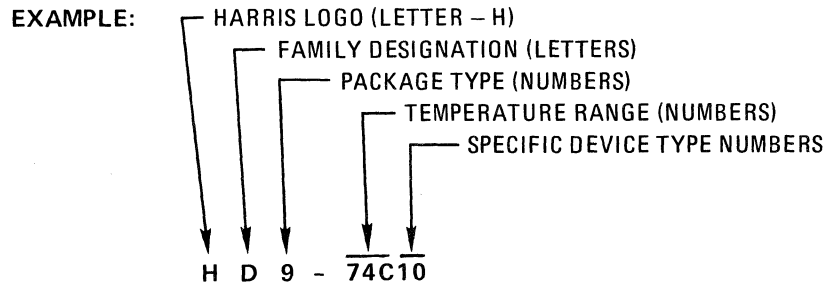 EXAMPLE: HARRIS LOGO (LETTER – H)
FAMILY DESIGNATION (LETTERS)
PACKAGE TYPE (NUMBERS)
TEMPERATURE RANGE (NUMBERS)
SPECIFIC DEVICE TYPE NUMBERS
H D 9 - 74C10